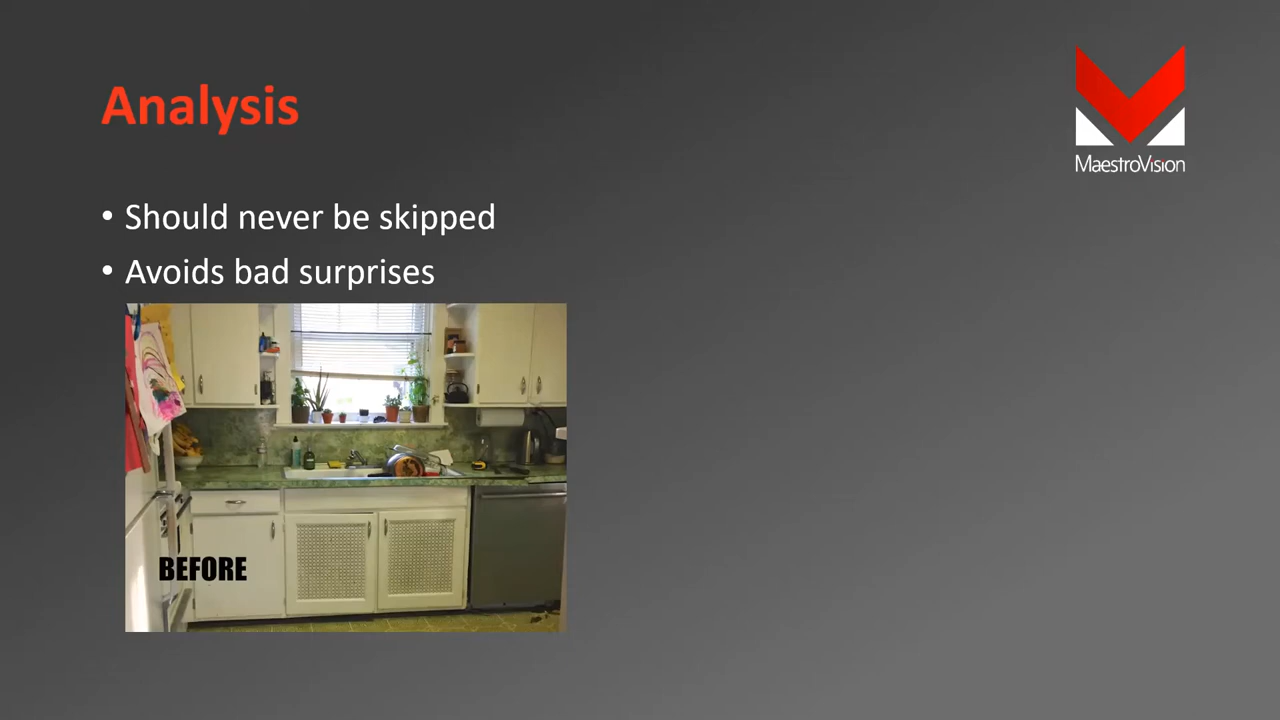 Analysis
MaestroVision
• Should never be skipped
• Avoids bad surprises
BEFORE